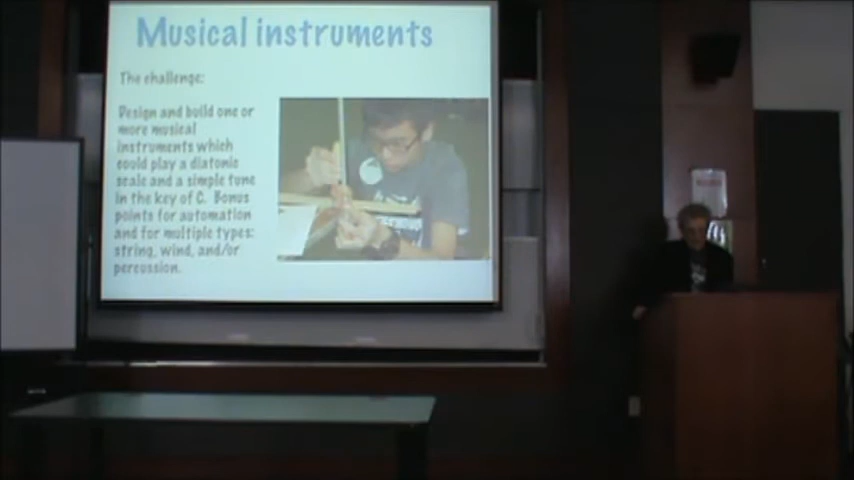 Musical instruments
The challenge:
Design and build one or
more musical
instruments which
could play a diatonic
scale and a simple tune
in the key of C. Bonus
points for automation
and for multiple types:
string, wind, and/or
percussion.